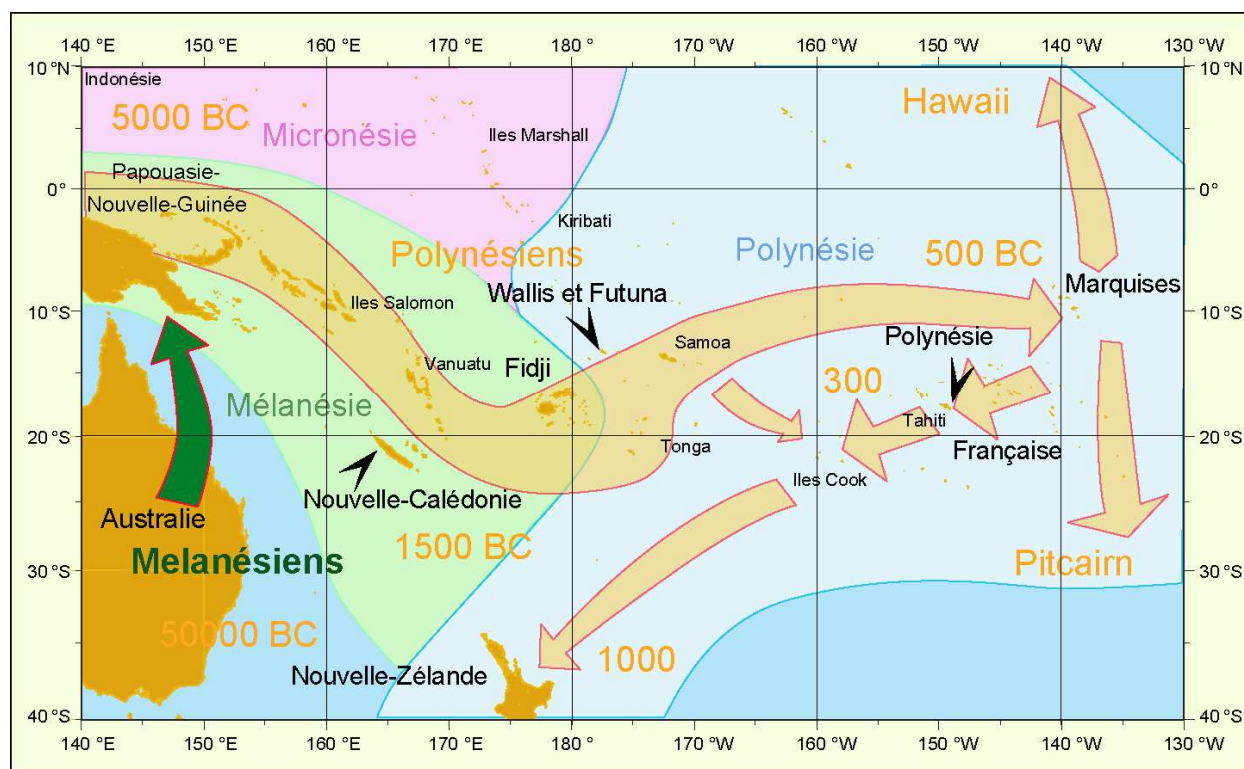 140 °E 150 °E 160 °E 170 °E 180 ° 170 °W 160 °W 150 °W 140 °W 130 °W
10 °N
10 °N
Indonésie
5000 BC
Micronésie
Iles Marshall
Hawaii
Papouasie-
Nouvelle-Guinée
0°
0°
Kiribati
Polynésiens
Polynésie
500 BC
Wallis et Futuna
Marquises
10 °S
10 °S
Iles Salomon
Samoa
Polynésie
Vanuatu
Fidji
300
Mélanésie
Tahiti
20 °S
20 °S
Tonga
Française
Iles Cook
Nouvelle-Calédonie
Australie
1500 BC
Melanésiens
Pitcairn
30 °S
30 °S
50000 BC
1000
Nouvelle-Zélande
40 °S
40 °S
140 °E 150 °E 160 °E 170 °E 180 ° 170 °W 160 °W 150 °W 140 °W 130 °W